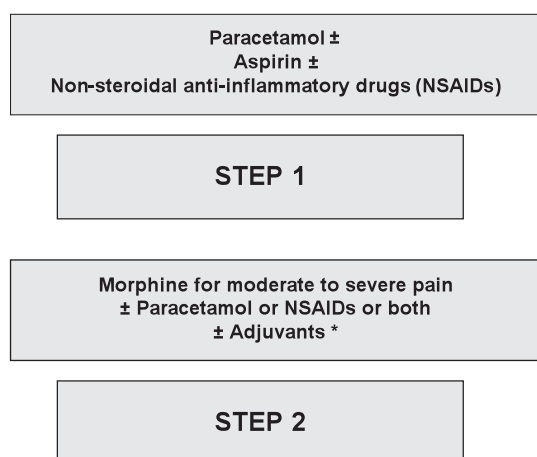 Paracetamol ±
Aspirin ±
Non-steroidal anti-inflammatory drugs (NSAIDs)
STEP 1
Morphine for moderate to severe pain
± Paracetamol or NSAIDs or both
± Adjuvants *
STEP 2